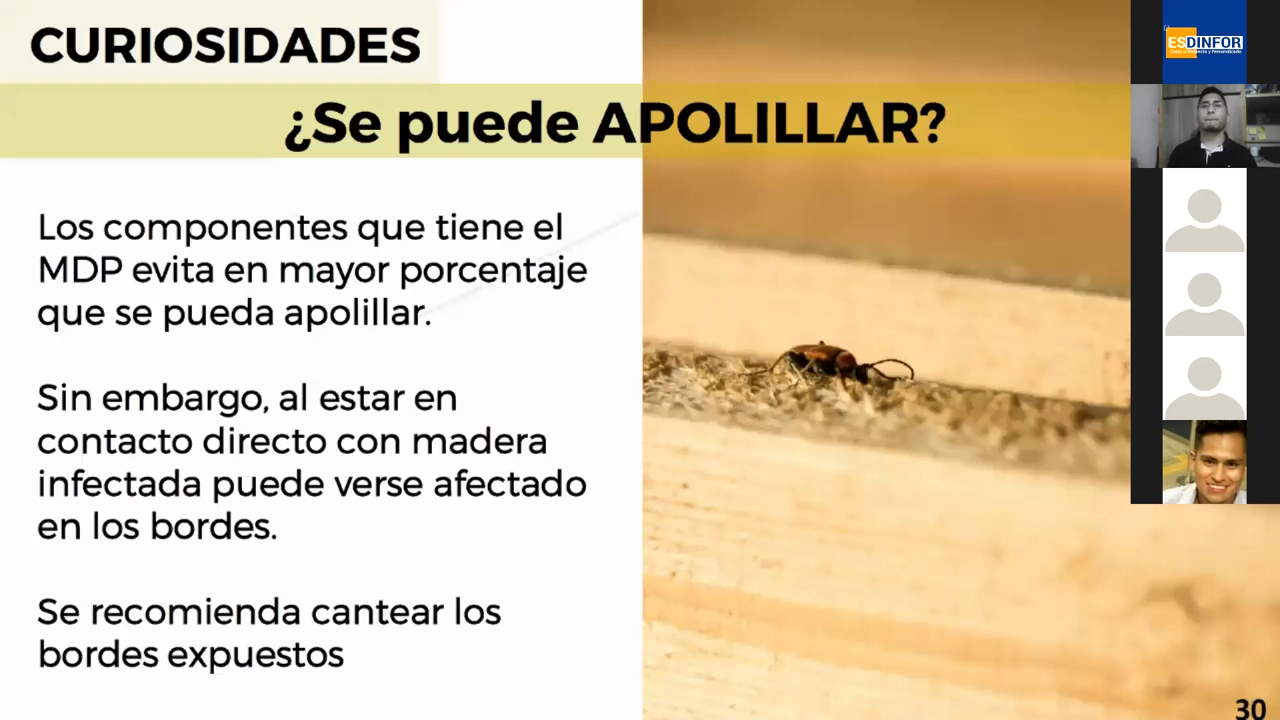 CURIOSIDADES
¿Se puede APOLILLAR?
Los componentes que tiene el
MDP evita en mayor porcentaje
que se pueda apolillar.
Sin embargo, al estar en
contacto directo con madera
infectada puede verse afectado
en los bordes.
Se recomienda cantear los
bordes expuestos
ESDINFOR
30